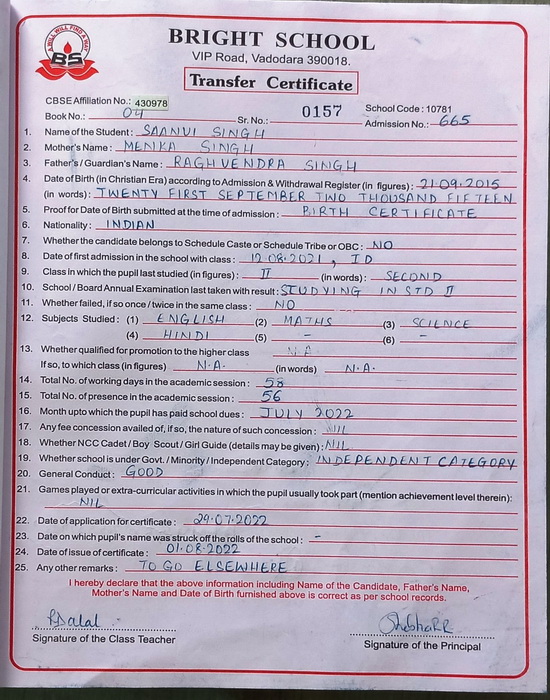 WILL WILL FIND A WAY
BS
BRIGHT SCHOOL
VIP Road, Vadodara 390018.
Transfer Certificate
CBSE Affiliation No.: 430978
Book No.: 04 Sr. No.: 0157 School Code : 10781
Admission No.: 665
1. Name of the Student : SAANVI SINGH
2. Mother's Name : MENIKA SINGH
3. Father's / Guardian's Name : RAGHUVENDRA SINGH
4. Date of Birth (in Christian Era) according to Admission & Withdrawal Register (in figures) : 21.09.2015
(in words) : TWENTY FIRST SEPTEMBER TWO THOUSAND FIFTEEN
5. Proof for Date of Birth submitted at the time of admission : BIRTH CERTIFICATE
6. Nationality : INDIAN
7. Whether the candidate belongs to Schedule Caste or Schedule Tribe or OBC : NO
8. Date of first admission in the school with class : 12.08.2021, I D
9. Class in which the pupil last studied (in figures) : II (in words) : SECOND
10. School / Board Annual Examination last taken with result : STUDYING IN STD II
11. Whether failed, if so once / twice in the same class : NO
12. Subjects Studied : (1) ENGLISH (2) MATHS (3) SCIENCE
(4) HINDI (5) - (6) -
13. Whether qualified for promotion to the higher class N.A
If so, to which class (in figures) N.A. (in words) N.A.
14. Total No. of working days in the academic session : 58
15. Total No. of presence in the academic session : 56
16. Month upto which the pupil has paid school dues : JULY 2022
17. Any fee concession availed of, if so, the nature of such concession : NIL
18. Whether NCC Cadet / Boy Scout / Girl Guide (details may be given) : NIL
19. Whether school is under Govt. / Minority / Independent Category : INDEPENDENT CATEGORY
20. General Conduct : GOOD
21. Games played or extra-curricular activities in which the pupil usually took part (mention achievement level therein) :
NIL
22. Date of application for certificate : 29.07.2022
23. Date on which pupil's name was struck off the rolls of the school : -
24. Date of issue of certificate : 01.08.2022
25. Any other remarks : TO GO ELSEWHERE
I hereby declare that the above information including Name of the Candidate, Father's Name,
Mother's Name and Date of Birth furnished above is correct as per school records.
Signature of the Class Teacher
Signature of the Principal